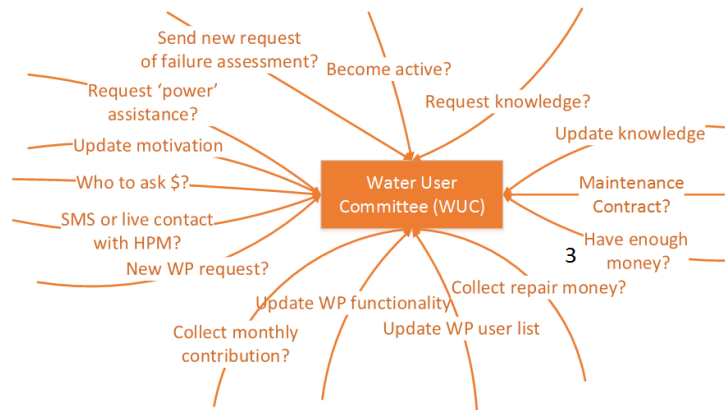 Send new request
of failure assessment?
Become active?
Request knowledge?
Request ‘power’
assistance?
Update knowledge
Update motivation
Water User
Committee (WUC)
Who to ask $?
Maintenance
Contract?
SMS or live contact
with HPM?
Have enough
money?
3
New WP request?
Collect repair money?
Update WP functionality
Update WP user list
Collect monthly
contribution?